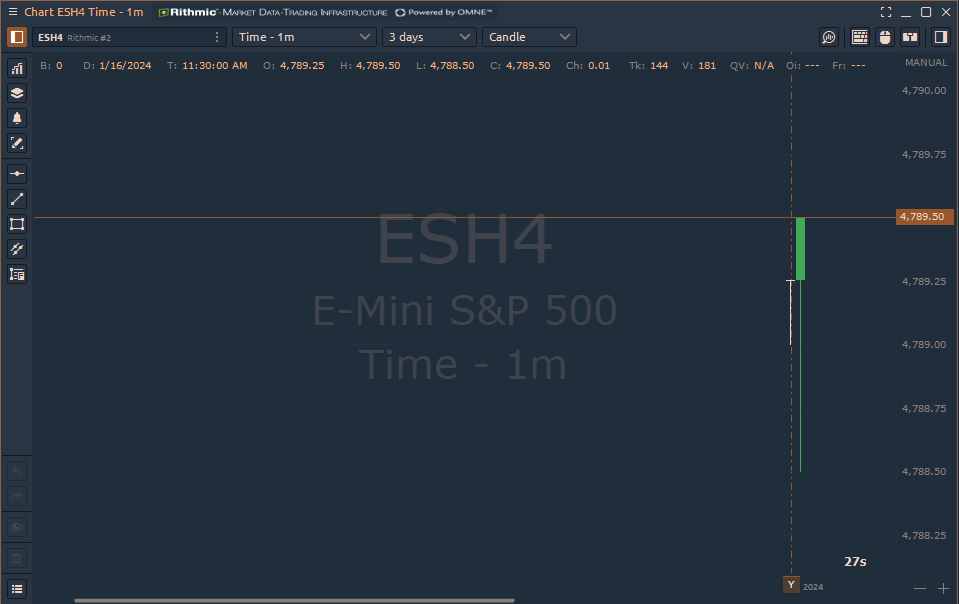 Chart ESH4 Time - 1m Rithmic™ - Market Data-Trading Infrastructure Powered by OMNE™
ESH4 Rithmic #2 Time - 1m 3 days Candle
B: 0 D: 1/16/2024 T: 11:30:00 AM O: 4,789.25 H: 4,789.50 L: 4,788.50 C: 4,789.50 Ch: 0.01 Tk: 144 V: 181 QV: N/A Oi: --- Fr: --- MANUAL
4,790.00
4,789.75
4,789.50
ESH4
4,789.25
E-Mini S&P 500
4,789.00
Time - 1m
4,788.75
4,788.50
4,788.25
27s
Y 2024